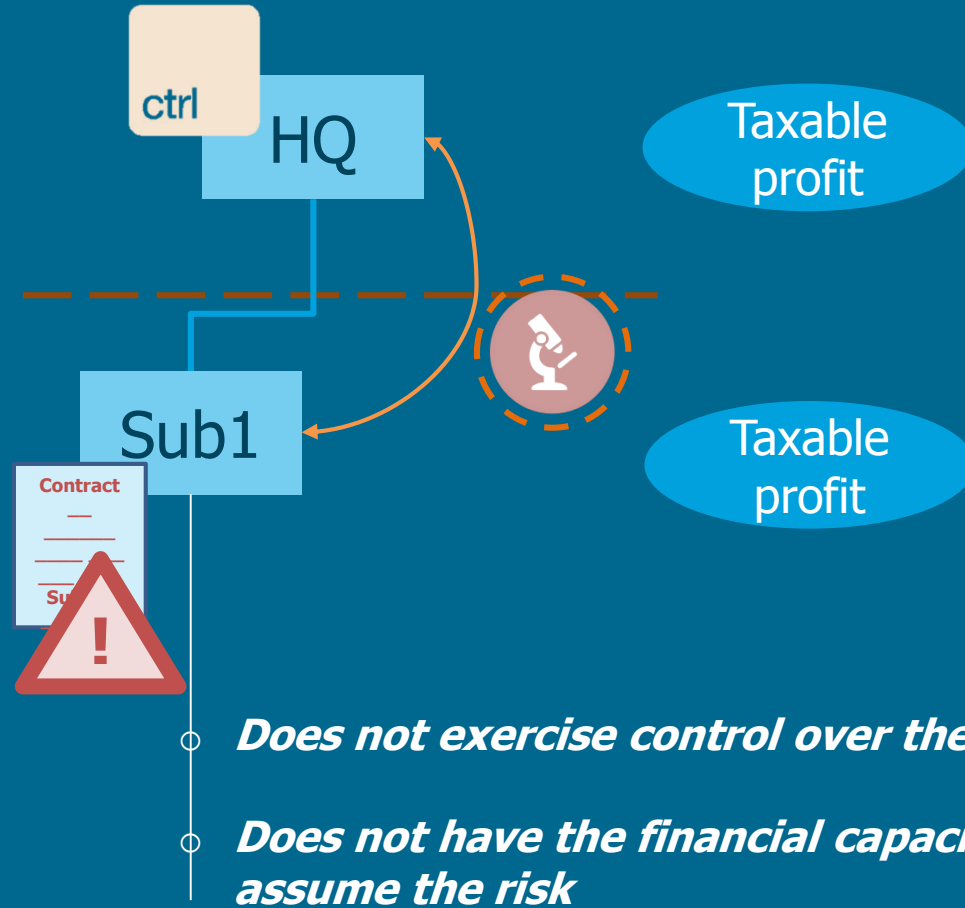 ctrl
HQ
Taxable
profit
Sub1
Taxable
profit
Contract
!
Does not exercise control over the
Does not have the financial
assume the risk